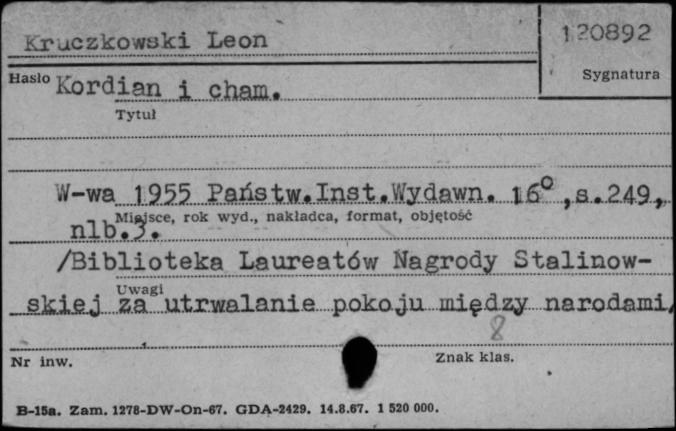 Kruczkowski Leon
120892
Hasło
Sygnatura
Kordian i cham.
Tytuł
W-wa 1955 Państw.Inst.Wydawn. 16°,s.249,
Miejsce, rok wyd., nakładca, format, objętość
nlb.3.
/Biblioteka Laureatów Nagrody Stalinow-
Uwagi
skiej za utrwalanie pokoju między narodami/
8
Nr inw.
Znak klas.
B-15a. Zam. 1278-DW-On-67. GDA-2429. 14.8.67. 1 520 000.